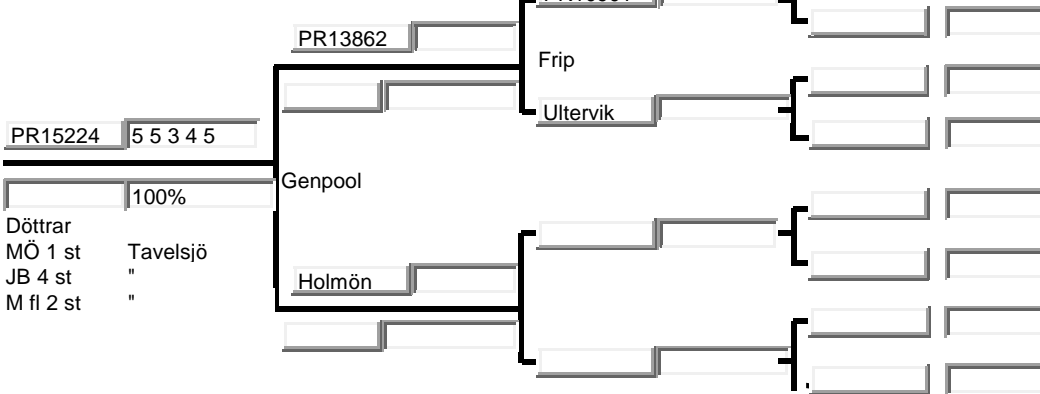 PR13862
Frip
Ultervik
PR15224 5 5 3 4 5
Genpool
100%
Döttrar
MÖ 1 st Tavelsjö
JB 4 st "
M fl 2 st "
Holmön